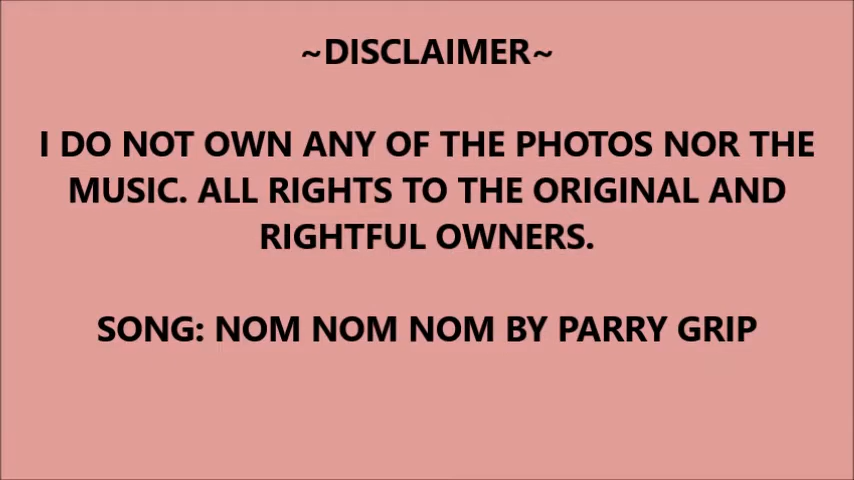 ~DISCLAIMER~
I DO NOT OWN ANY OF THE PHOTOS NOR THE
MUSIC. ALL RIGHTS TO THE ORIGINAL AND
RIGHTFUL OWNERS.
SONG: NOM NOM NOM BY PARRY GRIP